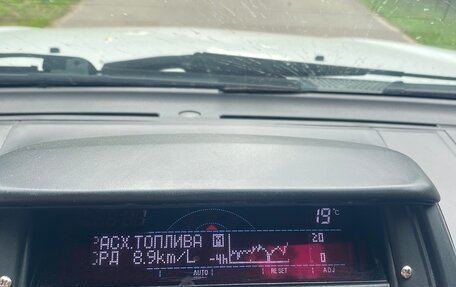 19°C
РАСХ.ТОПЛИВА M 20
СРД 8.9km/L -4h 0
AUTO RESET ADJ